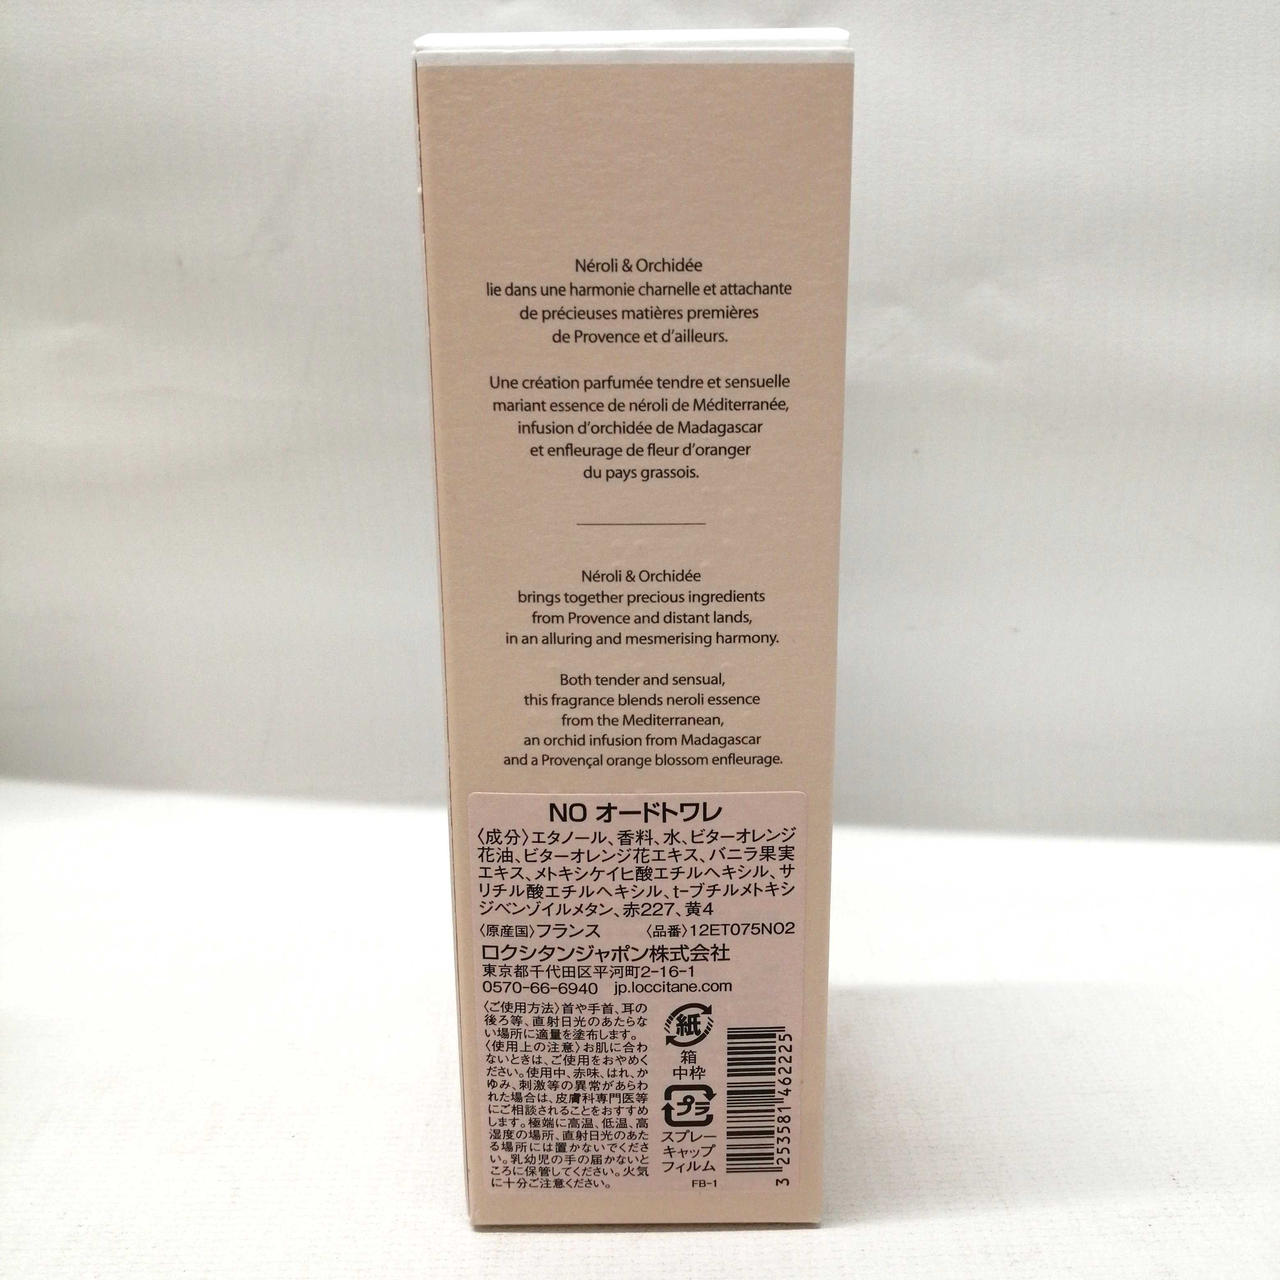 Néroli & Orchidée
lie dans une harmonie charnelle et attachante
de précieuses matières premières
de Provence et d'ailleurs.
Une création parfumée tendre et sensuelle
mariant essence de néroli de Méditerranée,
infusion d'orchidée de Madagascar
et enfleurage de fleur d'oranger
du pays grassois.
Néroli & Orchidée
brings together precious ingredients
from Provence and distant lands,
in an alluring and mesmerising harmony.
Both tender and sensual,
this fragrance blends neroli essence
from the Mediterranean,
an orchid infusion from Madagascar
and a Provençal orange blossom enfleurage.
NO オードトワレ
〈成分〉エタノール、香料、水、ビターオレンジ
花油、ビターオレンジ花エキス、バニラ果実
エキス、メトキシケイヒ酸エチルヘキシル、サ
リチル酸エチルヘキシル、t-ブチルメトキシ
ジベンゾイルメタン、赤227、黄4
〈原産国〉フランス 〈品番〉12ET075NO2
ロクシタンジャポン株式会社
東京都千代田区平河町2-16-1
0570-66-6940 jp.loccitane.com
〈ご使用方法〉首や手首、耳の
後ろ等、直射日光のあたらな
い場所に適量を塗布します。
〈使用上の注意〉お肌に合わ
ないときは、ご使用をおやめく
ださい。使用中、赤味、はれ、か
ゆみ、刺激等の異常があらわ
れた場合は、皮膚科専門医等
にご相談されることをおすすめ
します。極端に高温、低温、高
湿度の場所、直射日光のあた
る場所には置かないでくださ
い。乳幼児の手の届かないと
ころに保管してください。火気
に十分ご注意ください。
紙
箱
中枠
プラ
スプレー
キャップ
フィルム
FB-1
3 253581 462225